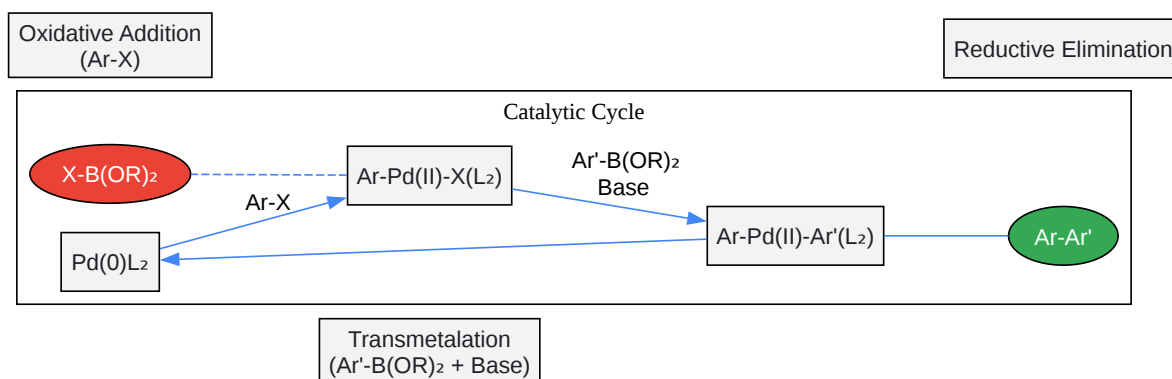 Oxidative Addition
(Ar-X)
Reductive Elimination
Catalytic Cycle
X-B(OR)₂
Ar-X
Ar-Pd(II)-X(L₂)
Ar'-B(OR)₂
Base
Pd(0)L₂
Ar-Pd(II)-Ar'(L₂)
Ar-Ar'
Transmetalation
(Ar'-B(OR)₂ + Base)